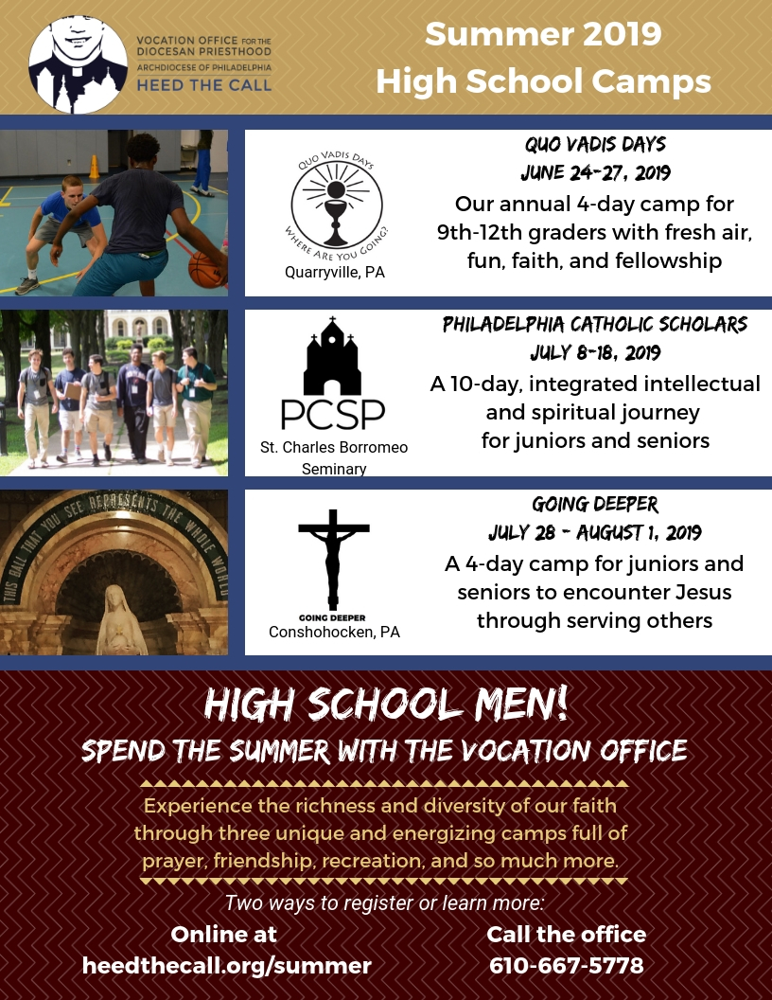 VOCATION OFFICE FOR THE
DIOCESAN PRIESTHOOD
ARCHDIOCESE OF PHILADELPHIA
HEED THE CALL
Summer 2019
High School Camps
QUO VADIS DAYS
WHERE ARE YOU GOING?
Quarryville, PA
QUO VADIS DAYS
JUNE 24-27, 2019
Our annual 4-day camp for
9th-12th graders with fresh air,
fun, faith, and fellowship
PCSP
St. Charles Borromeo
Seminary
PHILADELPHIA CATHOLIC SCHOLARS
JULY 8-18, 2019
A 10-day, integrated intellectual
and spiritual journey
for juniors and seniors
THIS BALL THAT YOU SEE REPRESENTS THE WHOLE WORLD
GOING DEEPER
Conshohocken, PA
GOING DEEPER
JULY 28 - AUGUST 1, 2019
A 4-day camp for juniors and
seniors to encounter Jesus
through serving others
HIGH SCHOOL MEN!
SPEND THE SUMMER WITH THE VOCATION OFFICE
Experience the richness and diversity of our faith
through three unique and energizing camps full of
prayer, friendship, recreation, and so much more.
Two ways to register or learn more:
Online at
heedthecall.org/summer
Call the office
610-667-5778